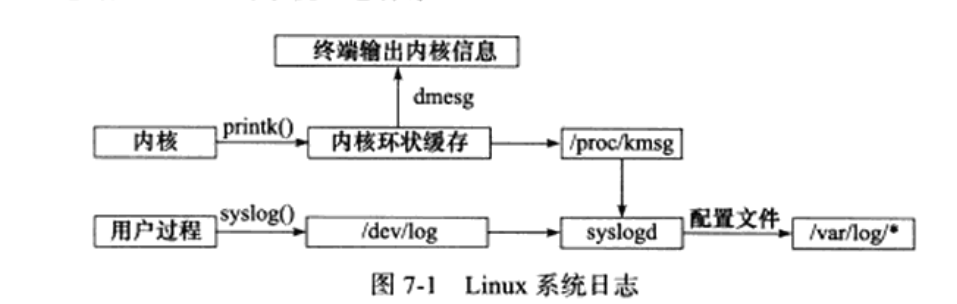 终端输出内核信息
dmesg
内核 printk() 内核环状缓存 /proc/kmsg
用户过程 syslog() /dev/log syslogd 配置文件 /var/log/*
图 7-1 Linux 系统日志